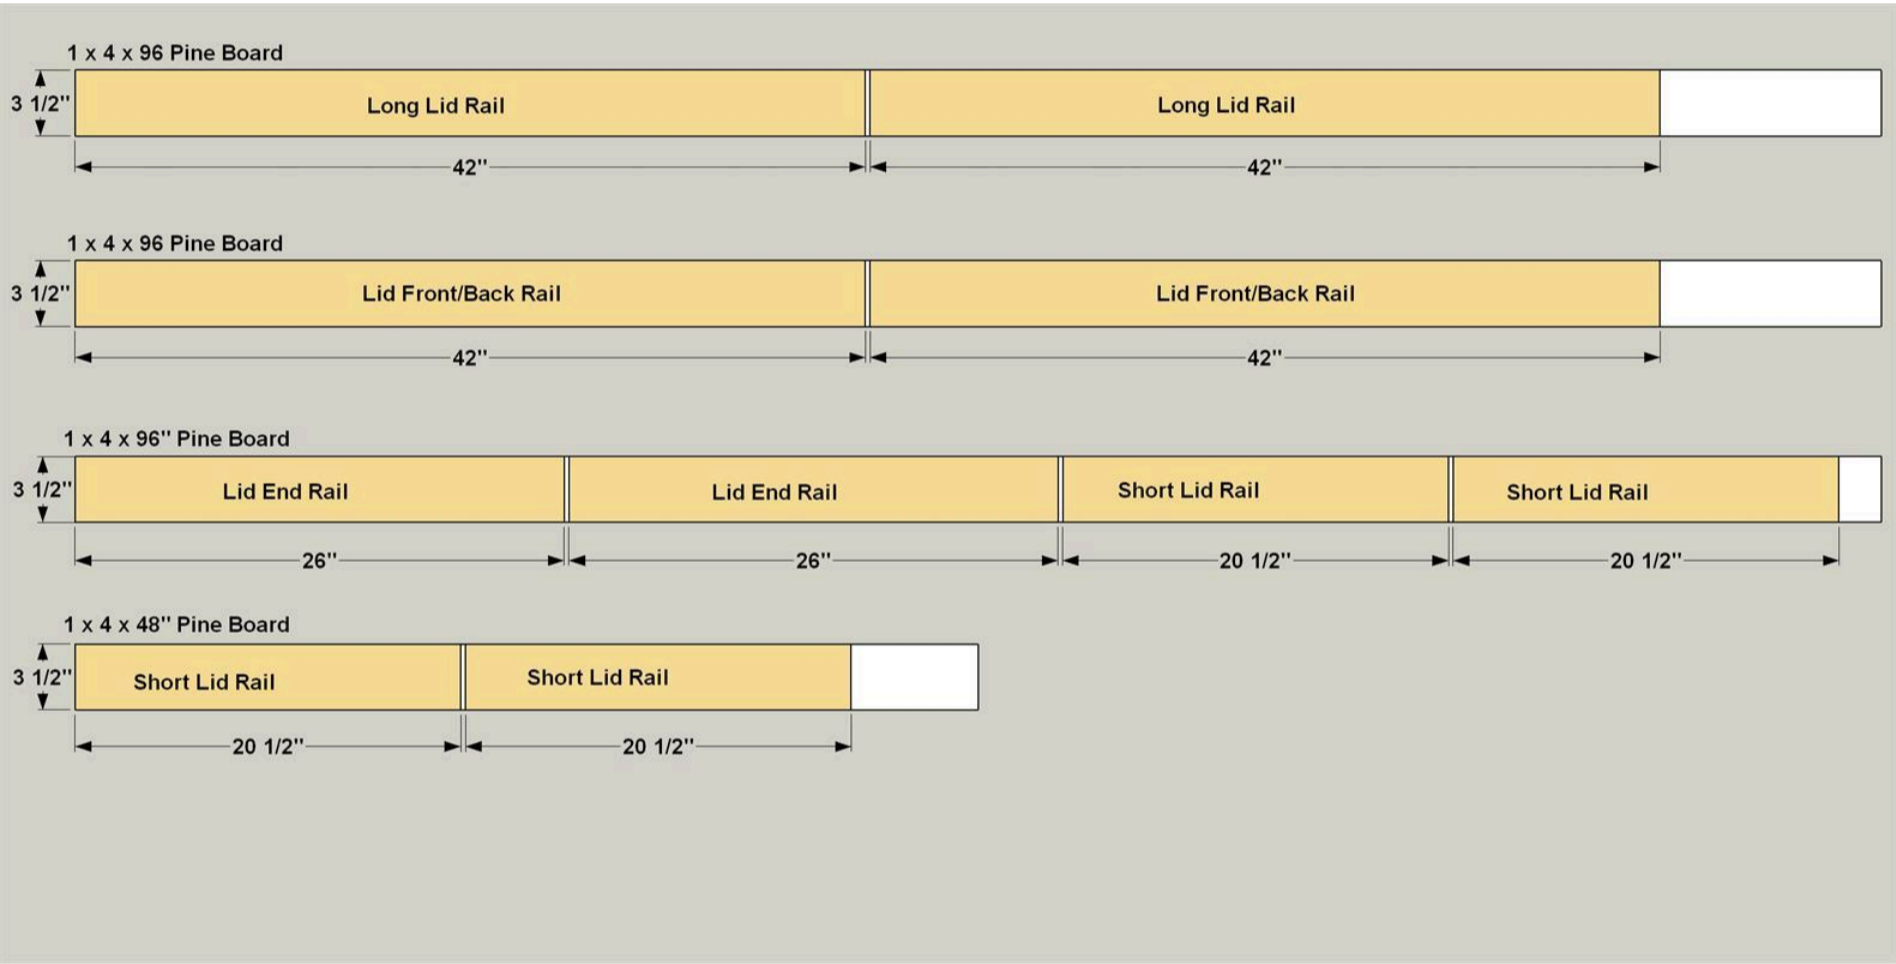 1 x 4 x 96 Pine Board
3 1/2"
Long Lid Rail
Long Lid Rail
42"
42"
1 x 4 x 96 Pine Board
3 1/2"
Lid Front/Back Rail
Lid Front/Back Rail
42"
42"
1 x 4 x 96" Pine Board
3 1/2"
Lid End Rail
Lid End Rail
Short Lid Rail
Short Lid Rail
26"
26"
20 1/2"
20 1/2"
1 x 4 x 48" Pine Board
3 1/2"
Short Lid Rail
Short Lid Rail
20 1/2"
20 1/2"